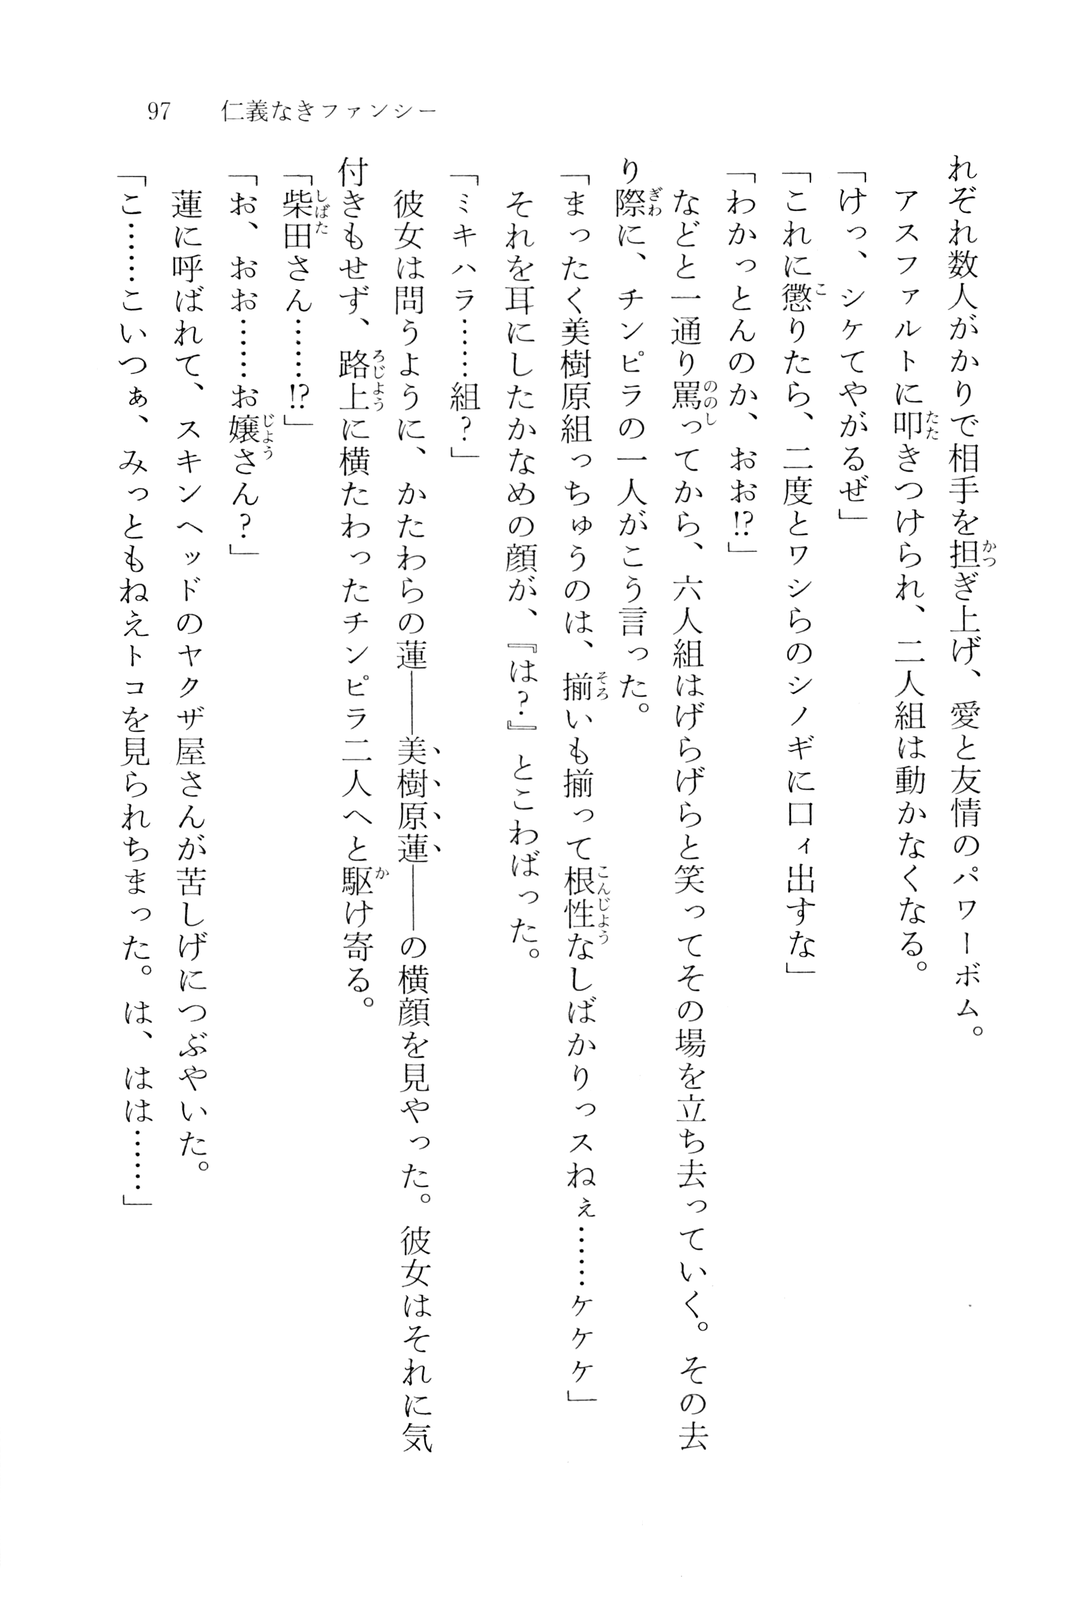 97　仁義なきファンシー
れぞれ数人がかりで相手を担ぎ上げ、愛と友情のパワーボム。
　アスファルトに叩きつけられ、二人組は動かなくなる。
「けっ、シケてやがるぜ」
「これに懲りたら、二度とワシらのシノギに口ィ出すな」
「わかっとんのか、おお!?」
　などと一通り罵ってから、六人組はげらげらと笑ってその場を立ち去っていく。その去
り際に、チンピラの一人がこう言った。
「まったく美樹原組っちゅうのは、揃いも揃って根性なしばかりっスねぇ……ケケケ」
　それを耳にしたかなめの顔が、『は?』とこわばった。
「ミキハラ……組?」
　彼女は問うように、かたわらの蓮――美樹原蓮――の横顔を見やった。彼女はそれに気
付きもせず、路上に横たわったチンピラ二人へと駆け寄る。
「柴田さん……!?」
「お、おお……お嬢さん?」
　蓮に呼ばれて、スキンヘッドのヤクザ屋さんが苦しげにつぶやいた。
「こ……こいつぁ、みっともねえトコを見られちまった。は、はは……」